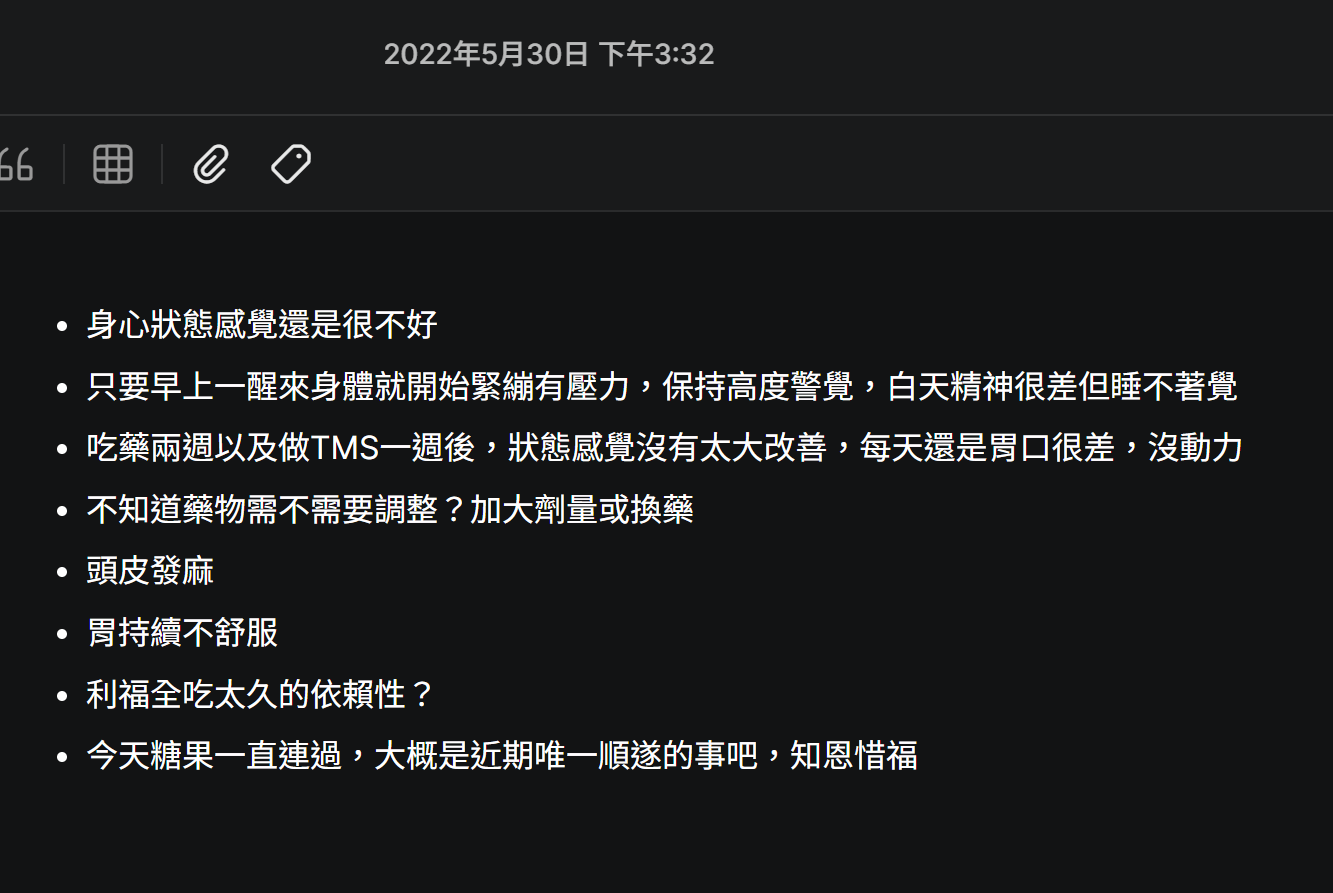 2022年5月30日 下午3:32
身心狀態感覺還是很不好
只要早上一醒來身體就開始緊繃有壓力，保持高度警覺，白天精神很差但睡不著覺
吃藥兩週以及做TMS一週後，狀態感覺沒有太大改善，每天還是胃口很差，沒動力
不知道藥物需不需要調整？加大劑量或換藥
頭皮發麻
胃持續不舒服
利福全吃太久的依賴性？
今天糖果一直連過，大概是近期唯一順遂的事吧，知恩惜福